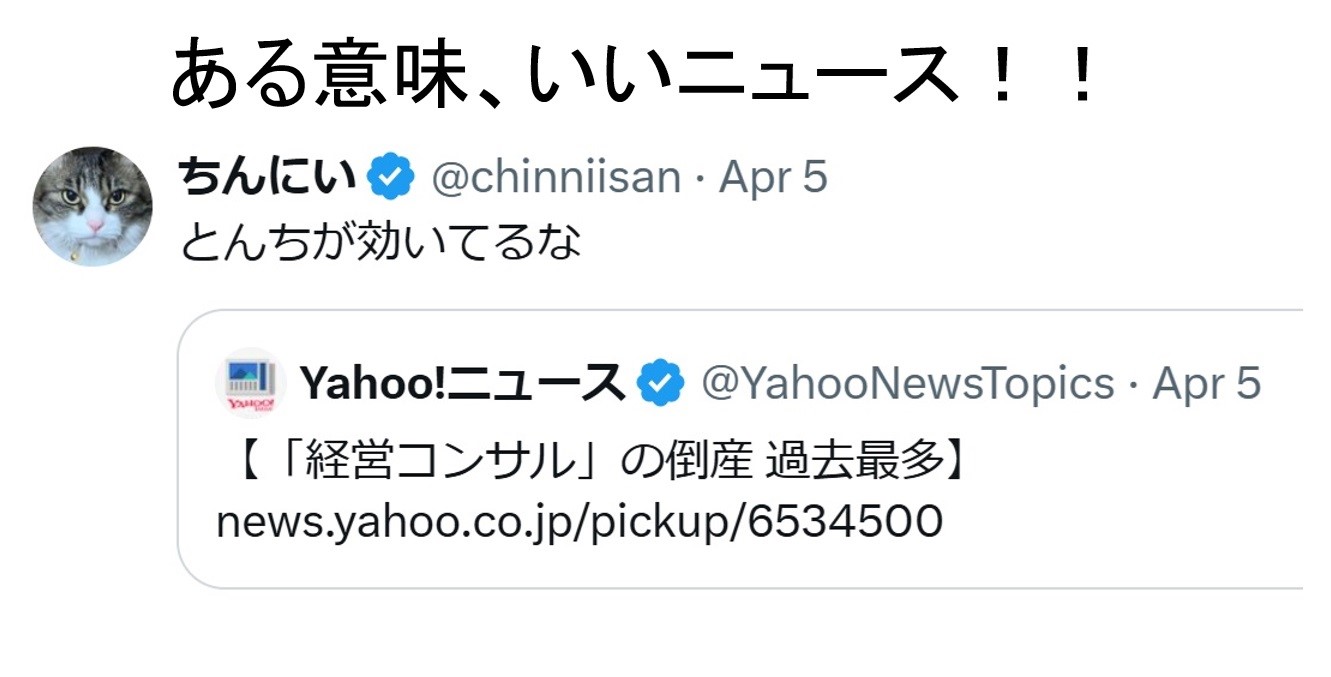 ある意味、いいニュース！！
ちんにい @chinniisan · Apr 5
とんちが効いてるな
Yahoo!ニュース @YahooNewsTopics · Apr 5
【「経営コンサル」の倒産 過去最多】
news.yahoo.co.jp/pickup/6534500